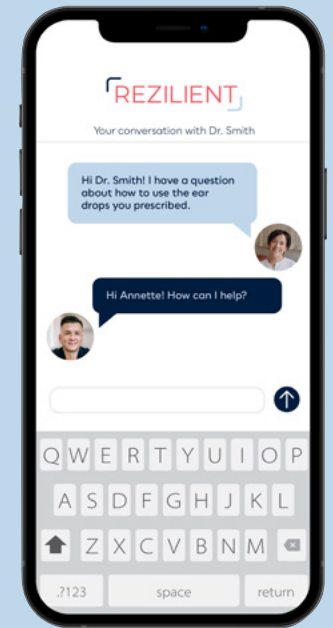 REZILIENT
Your conversation with Dr. Smith
Hi Dr. Smith! I have a question
about how to use the ear
drops you prescribed.
Hi Annette! How can I help?
Q W E R T Y U I O P
A S D F G H J K L
Z X C V B N M
.?123 space return